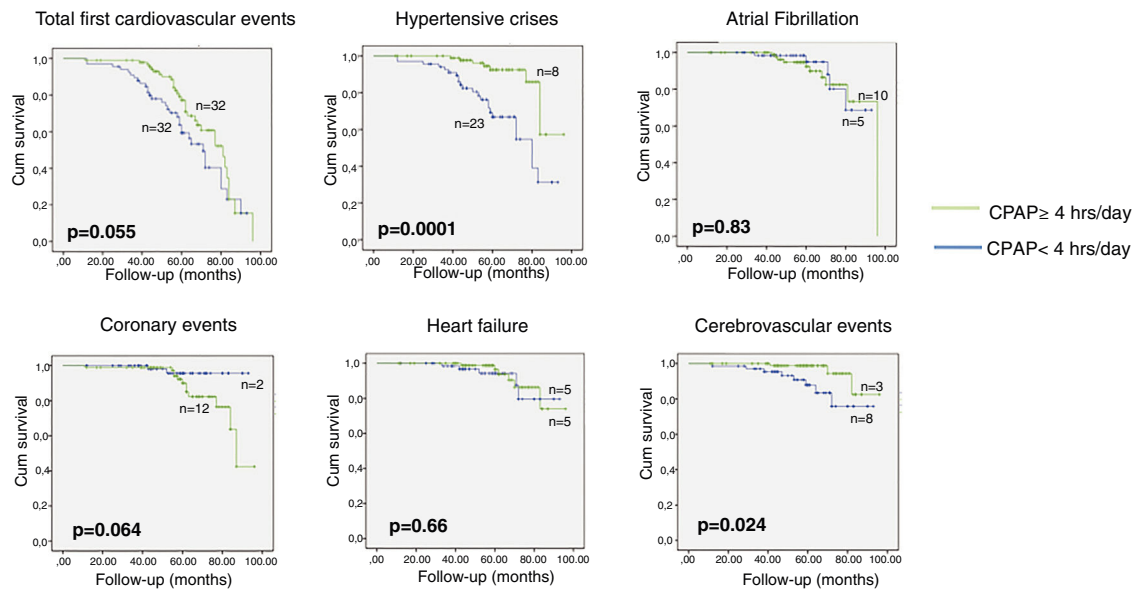 Total first cardiovascular events
Cum survival
1,0
0,0
0,0
0,4
0,2
0,0
n=32
n=32
p=0.055
,00 20.00 40.00 60.00 80.00 100.00
Follow-up (months)
Hypertensive crises
Cum survival
1,0
0,0
0,0
0,4
0,2
0,0
n=8
n=23
p=0.0001
,00 20.00 40.00 60.00 80.00 100.00
Follow-up (months)
Atrial Fibrillation
Cum survival
1,0
0,0
0,0
0,4
0,2
0,0
n=10
n=5
p=0.83
,00 20.00 40.00 60.00 80.00 100.00
Follow-up (months)
CPAP≥ 4 hrs/day
CPAP< 4 hrs/day
Coronary events
Cum survival
1,0
0,0
0,0
0,4
0,2
0,0
n=2
n=12
p=0.064
,00 20.00 40.00 60.00 80.00 100.00
Follow-up (months)
Heart failure
Cum survival
1,0
0,0
0,0
0,4
0,2
0,0
n=5
n=5
p=0.66
,00 20.00 40.00 60.00 80.00 100.00
Follow-up (months)
Cerebrovascular events
Cum survival
1,0
0,0
0,0
0,4
0,2
0,0
n=3
n=8
p=0.024
,00 20.00 40.00 60.00 80.00 100.00
Follow-up (months)